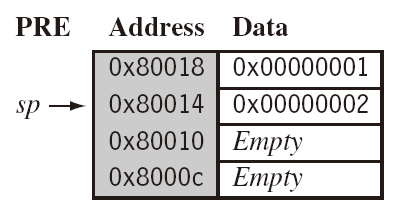 PRE Address Data
0x80018 0x00000001
sp 0x80014 0x00000002
0x80010 Empty
0x8000c Empty